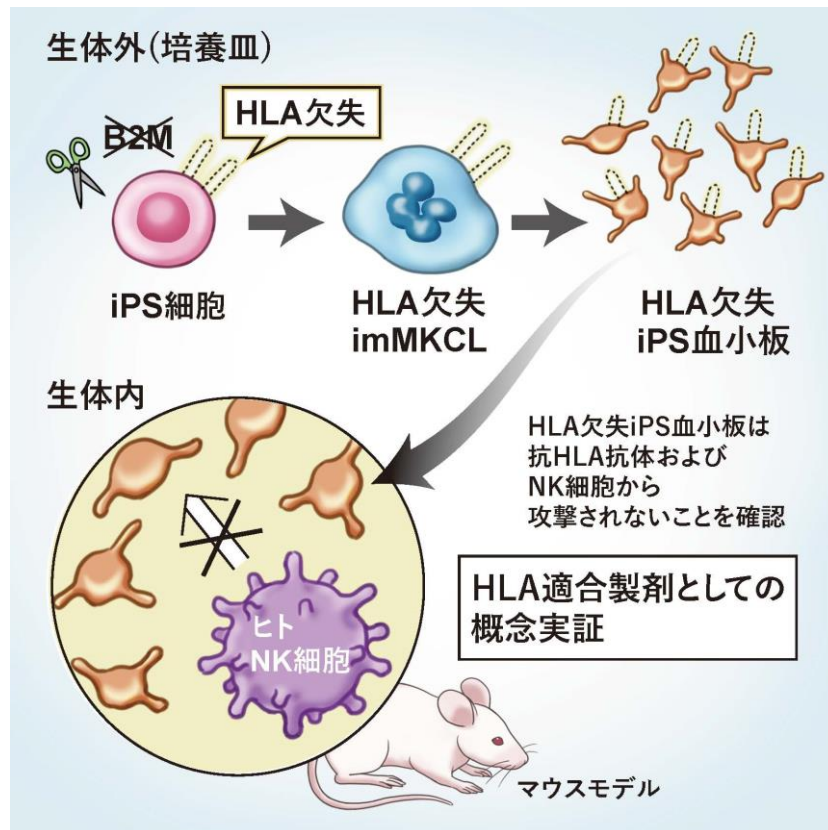 生体外(培養皿)
B2M
HLA欠失
iPS細胞
HLA欠失
imMKCL
HLA欠失
iPS血小板
生体内
HLA欠失iPS血小板は
抗HLA抗体および
NK細胞から
攻撃されないことを確認
HLA適合製剤としての
概念実証
ヒト
NK細胞
マウスモデル